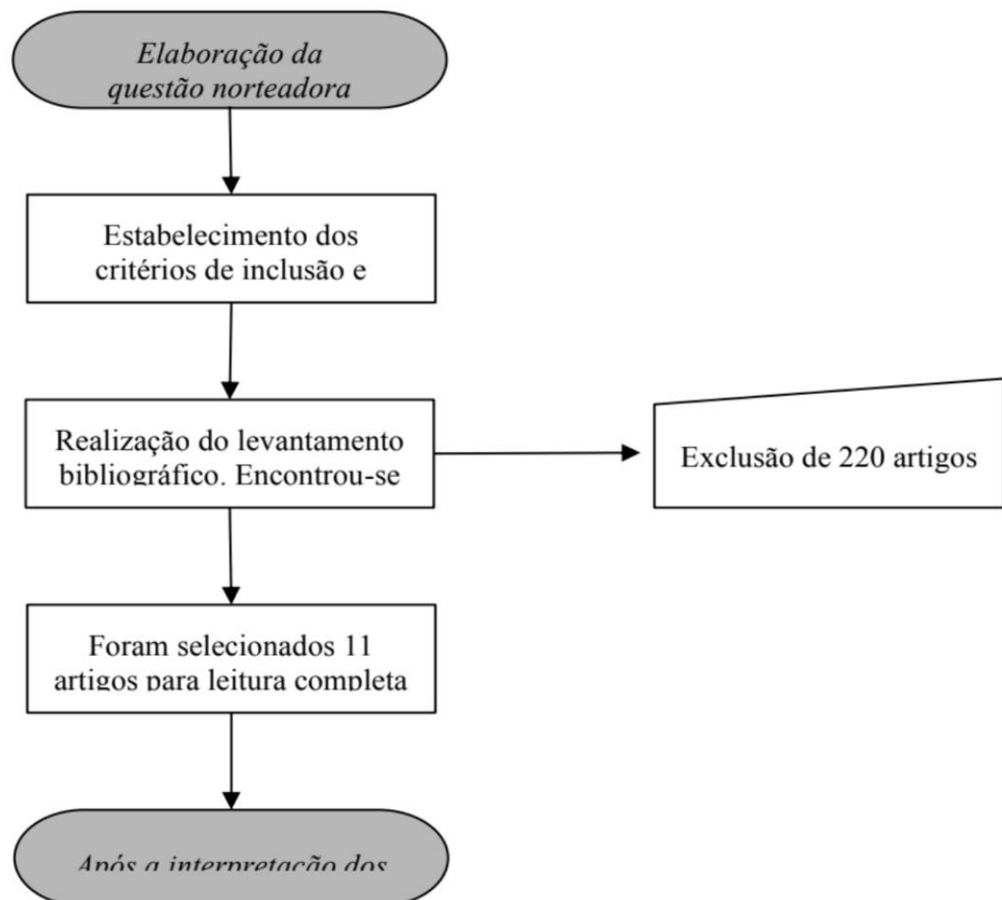 Elaboração da
questão norteadora
Estabelecimento dos
critérios de inclusão e
Realização do levantamento
bibliográfico. Encontrou-se
Exclusão de 220 artigos
Foram selecionados 11
artigos para leitura completa
Após a interpretação dos